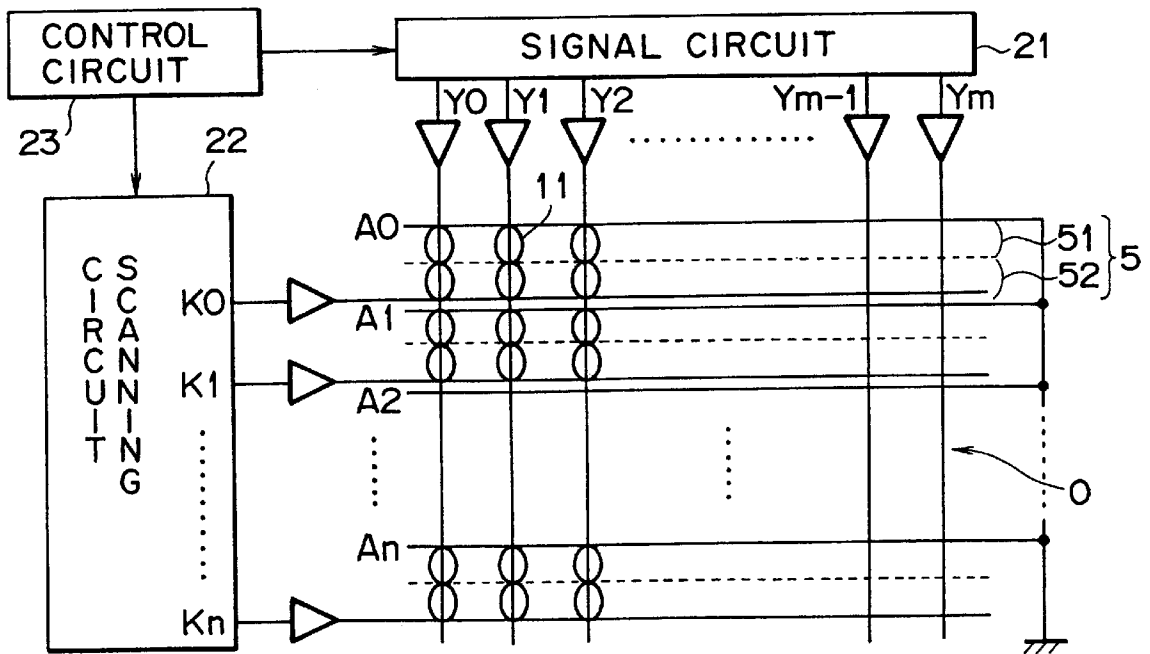 CONTROL
CIRCUIT
SIGNAL CIRCUIT
21
23
22
Y0
Y1
Y2
Ym-1
Ym
11
SCANNING
CIRCUIT
A0
51
52
5
K0
A1
K1
A2
0
An
Kn